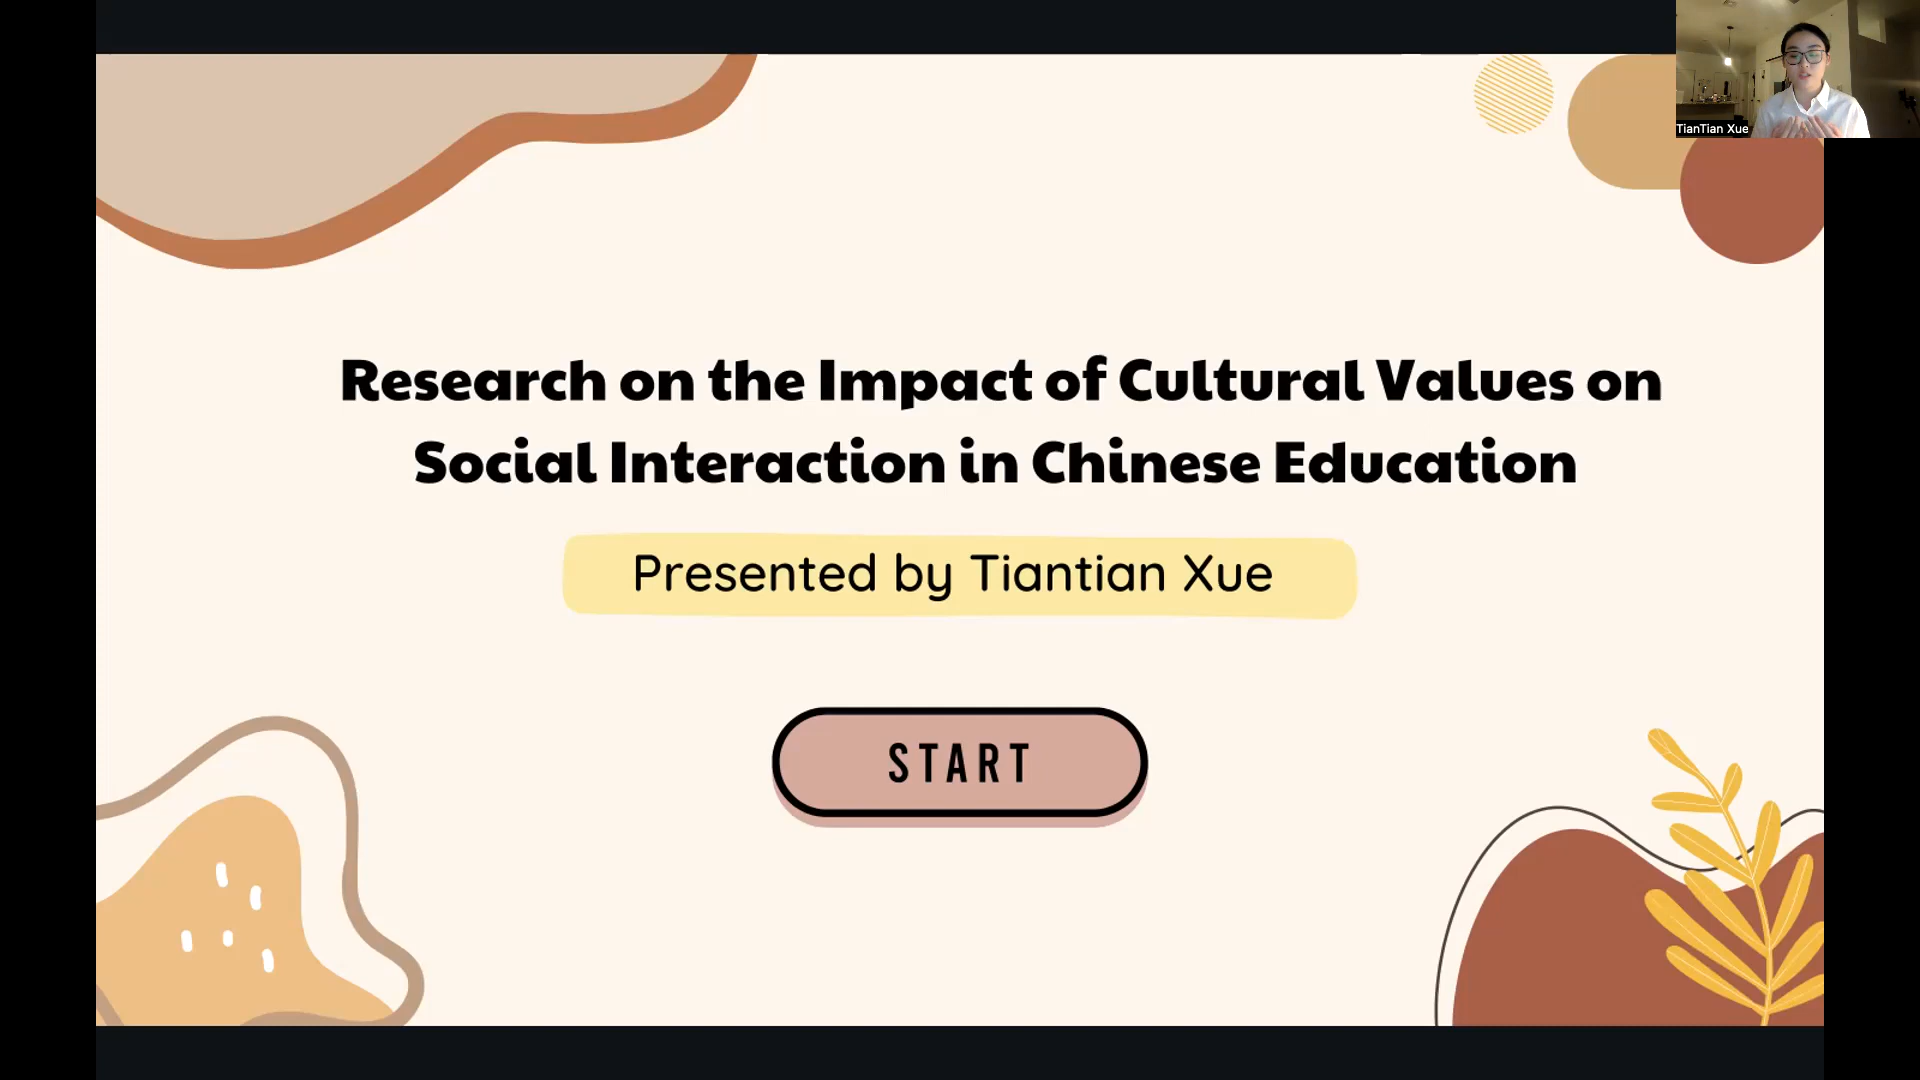 TianTian Xue
Research on the Impact of Cultural Values on
Social Interaction in Chinese Education
Presented by Tiantian Xue
START